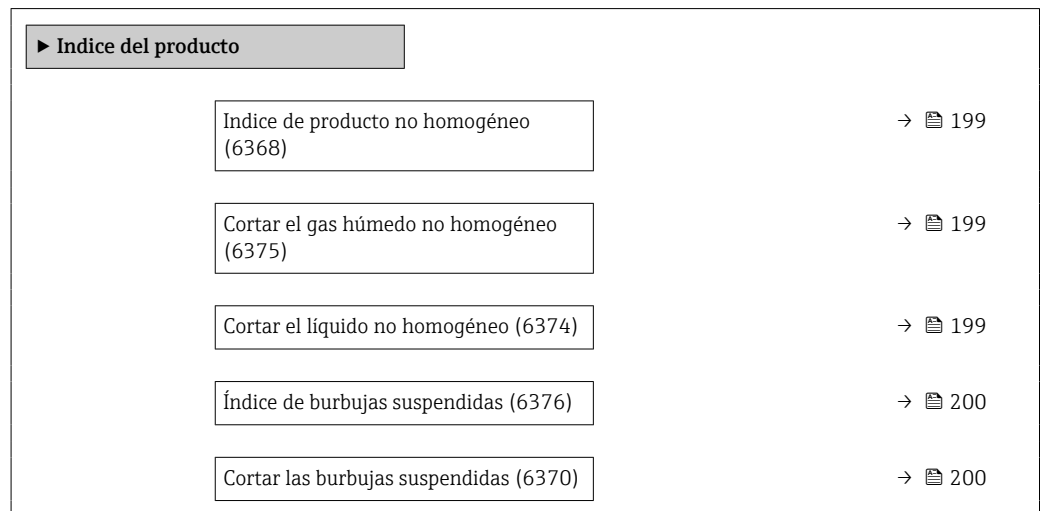 ▶ Indice del producto
Indice de producto no homogéneo
(6368)
→ 199
Cortar el gas húmedo no homogéneo
(6375)
→ 199
Cortar el líquido no homogéneo (6374)
→ 199
Índice de burbujas suspendidas (6376)
→ 200
Cortar las burbujas suspendidas (6370)
→ 200